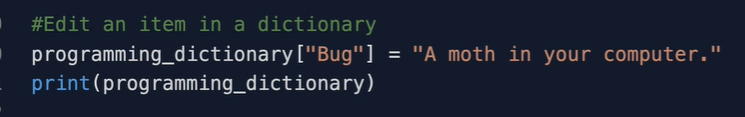 #Edit an item in a dictionary
programming_dictionary["Bug"] = "A moth in your computer."
print(programming_dictionary)